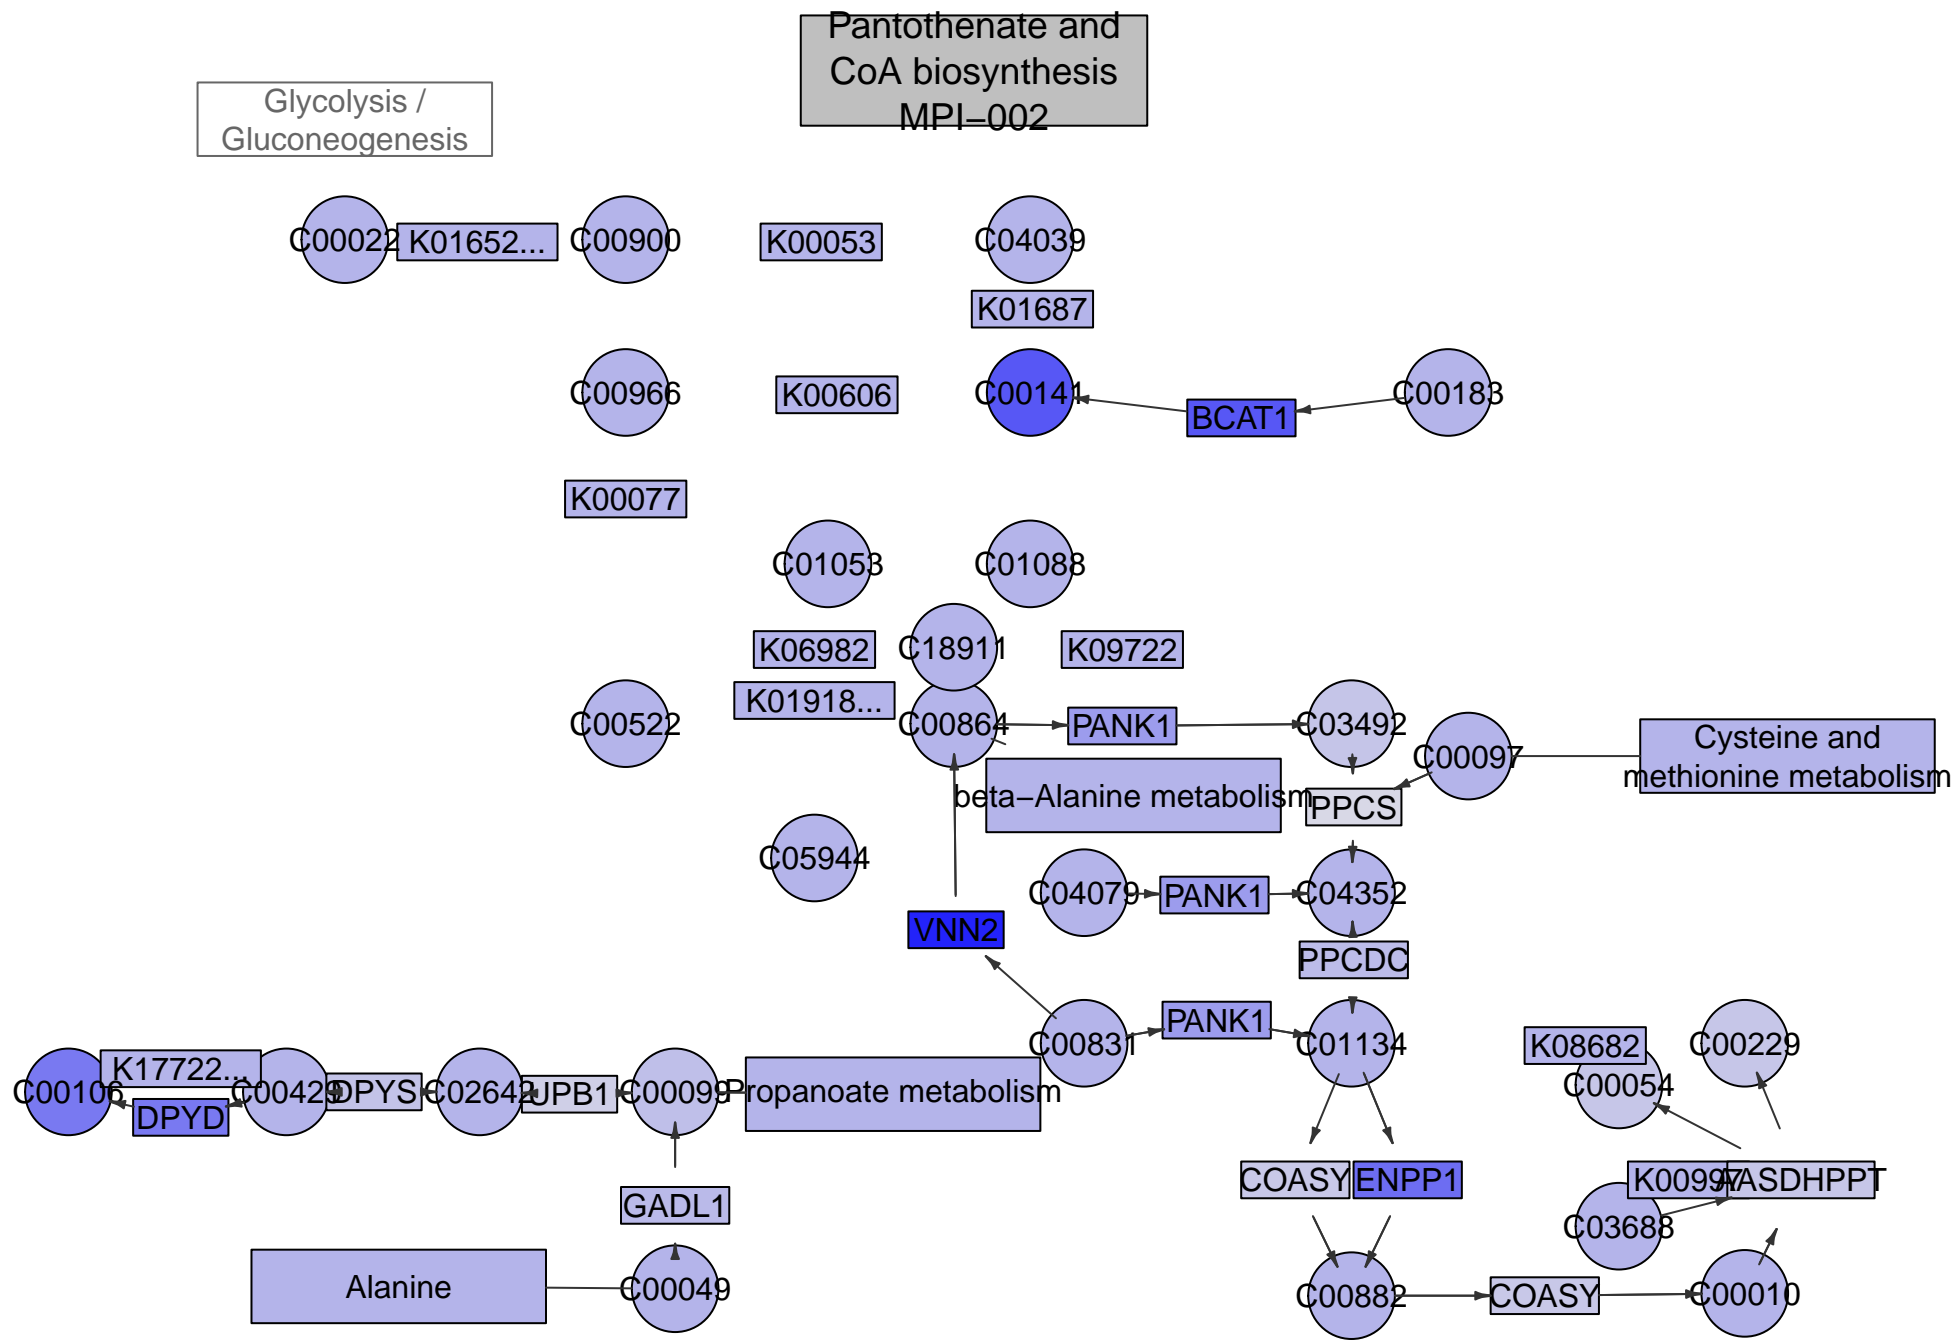 Pantothenate and
CoA biosynthesis
MPI−002
Glycolysis /
Gluconeogenesis
C00022
K01652...
C00900
K00053
C04039
K01687
C00966
K00606
C00141
BCAT1
C00183
K00077
C01053
C01088
K06982
C18911
K09722
K01918...
C00522
C00864
PANK1
C03492
C00097
Cysteine and
methionine metabolism
beta−Alanine metabolism
PPCS
C05944
C04079
PANK1
C04352
VNN2
PPCDC
C00831
PANK1
C01134
K08682
C00229
C00054
C00106
K17722...
DPYD
C00429
DPYS
C02642
UPB1
C00099
Propanoate metabolism
COASY
ENPP1
K00997
AASDHPPT
GADL1
C03688
Alanine
C00049
C00882
COASY
C00010